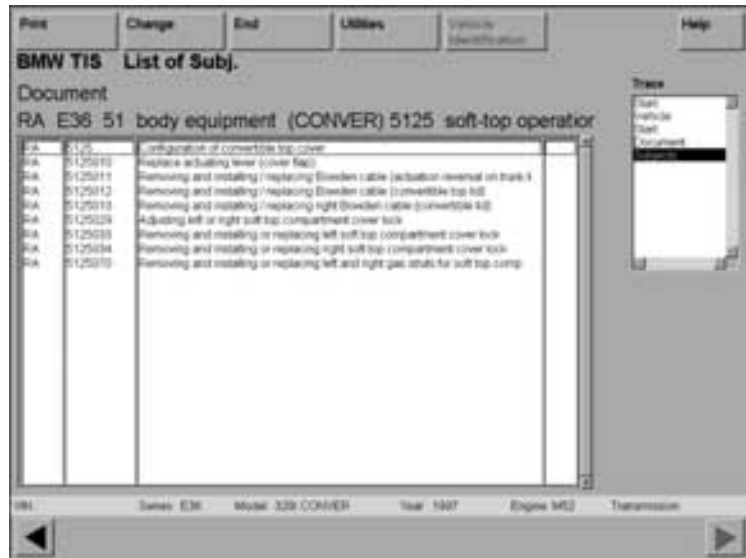 Print Change End Utilities Vehicle Identification Help
BMW TIS List of Subj.
Document
RA E36 51 body equipment (CONVER) 5125 soft-top operation
Trace
Start
Vehicle
Start
Document
Subjects
RA 5125... Configuration of convertible top cover
RA 5125010 Replace actuating lever (cover flap)
RA 5125011 Removing and installing / replacing Bowden cable (actuation reversal on trunk li
RA 5125012 Removing and installing / replacing Bowden cable (convertible top lid)
RA 5125013 Removing and installing / replacing right Bowden cable (convertible lid)
RA 5125029 Adjusting left or right soft top compartment cover lock
RA 5125033 Removing and installing or replacing left soft top compartment cover lock
RA 5125034 Removing and installing or replacing right soft top compartment cover lock
RA 5125070 Removing and installing or replacing left and right gas struts for soft top comp
VIN: Series: E36 Model: 328i CONVER Year: 1997 Engine: M52 Transmission: